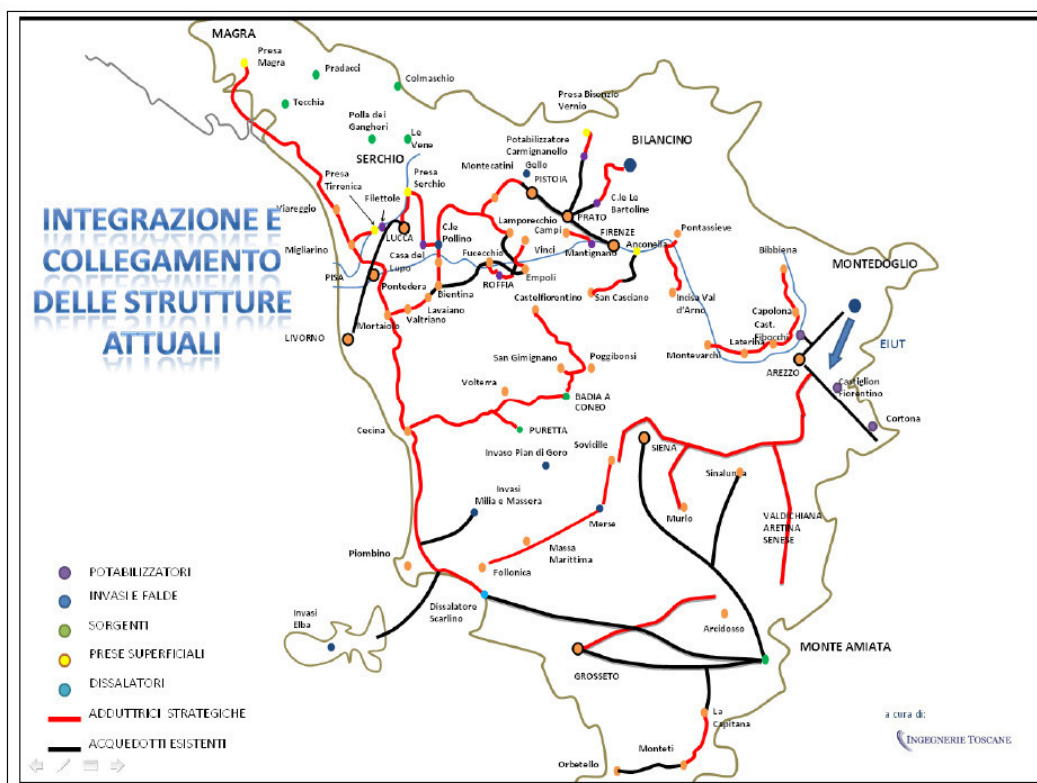 MAGRA
Presa
Magra
Pradacci
Colmaschio
Tecchia
Polla dei
Gangheri
Le
Vene
SERCHIO
Presa
Serchio
Presa
Tirrenica
Filettole
Viareggio
Migliarino
LUCCA
PISA
Casa del
Lupo
C.le
Pollino
Pontedera
Bientina
Lavaiano
Valtriano
Mortaiolo
LIVORNO
Montecatini
Presa Bisenzio
Vernio
Potabilizzatore
Carmignanello
Gello
PISTOIA
BILANCINO
C.le Le
Bartoline
PRATO
Lamporecchio
Campi
FIRENZE
Anconella
Mantignano
Pontassieve
Vinci
Fucecchio
ROFFIA
Empoli
Castelfiorentino
San Casciano
Incisa Val
d'Arno
Bibbiena
MONTEDOGLIO
Capolona
Cast.
Fibocchi
Laterina
Montevarchi
EIUT
AREZZO
Castiglion
Fiorentino
Cortona
San Gimignano
Poggibonsi
Volterra
BADIA A
CONEO
Cecina
PURETTA
Sovicille
Invaso Pian di Goro
SIENA
Sinalunga
Invasi
Milia e Massera
Merse
Murlo
VALDICHIANA
ARETINA
SENESE
Massa
Marittima
Piombino
Follonica
Dissalatore
Scarlino
Invasi
Elba
Arcidosso
MONTE AMIATA
GROSSETO
La
Capitana
Monteti
Orbetello
INTEGRAZIONE E
COLLEGAMENTO
DELLE STRUTTURE
ATTUALI
POTABILIZZATORI
INVASI E FALDE
SORGENTI
PRESE SUPERFICIALI
DISSALATORI
ADDUTTRICI STRATEGICHE
ACQUEDOTTI ESISTENTI
a cura di:
INGEGNERIE TOSCANE